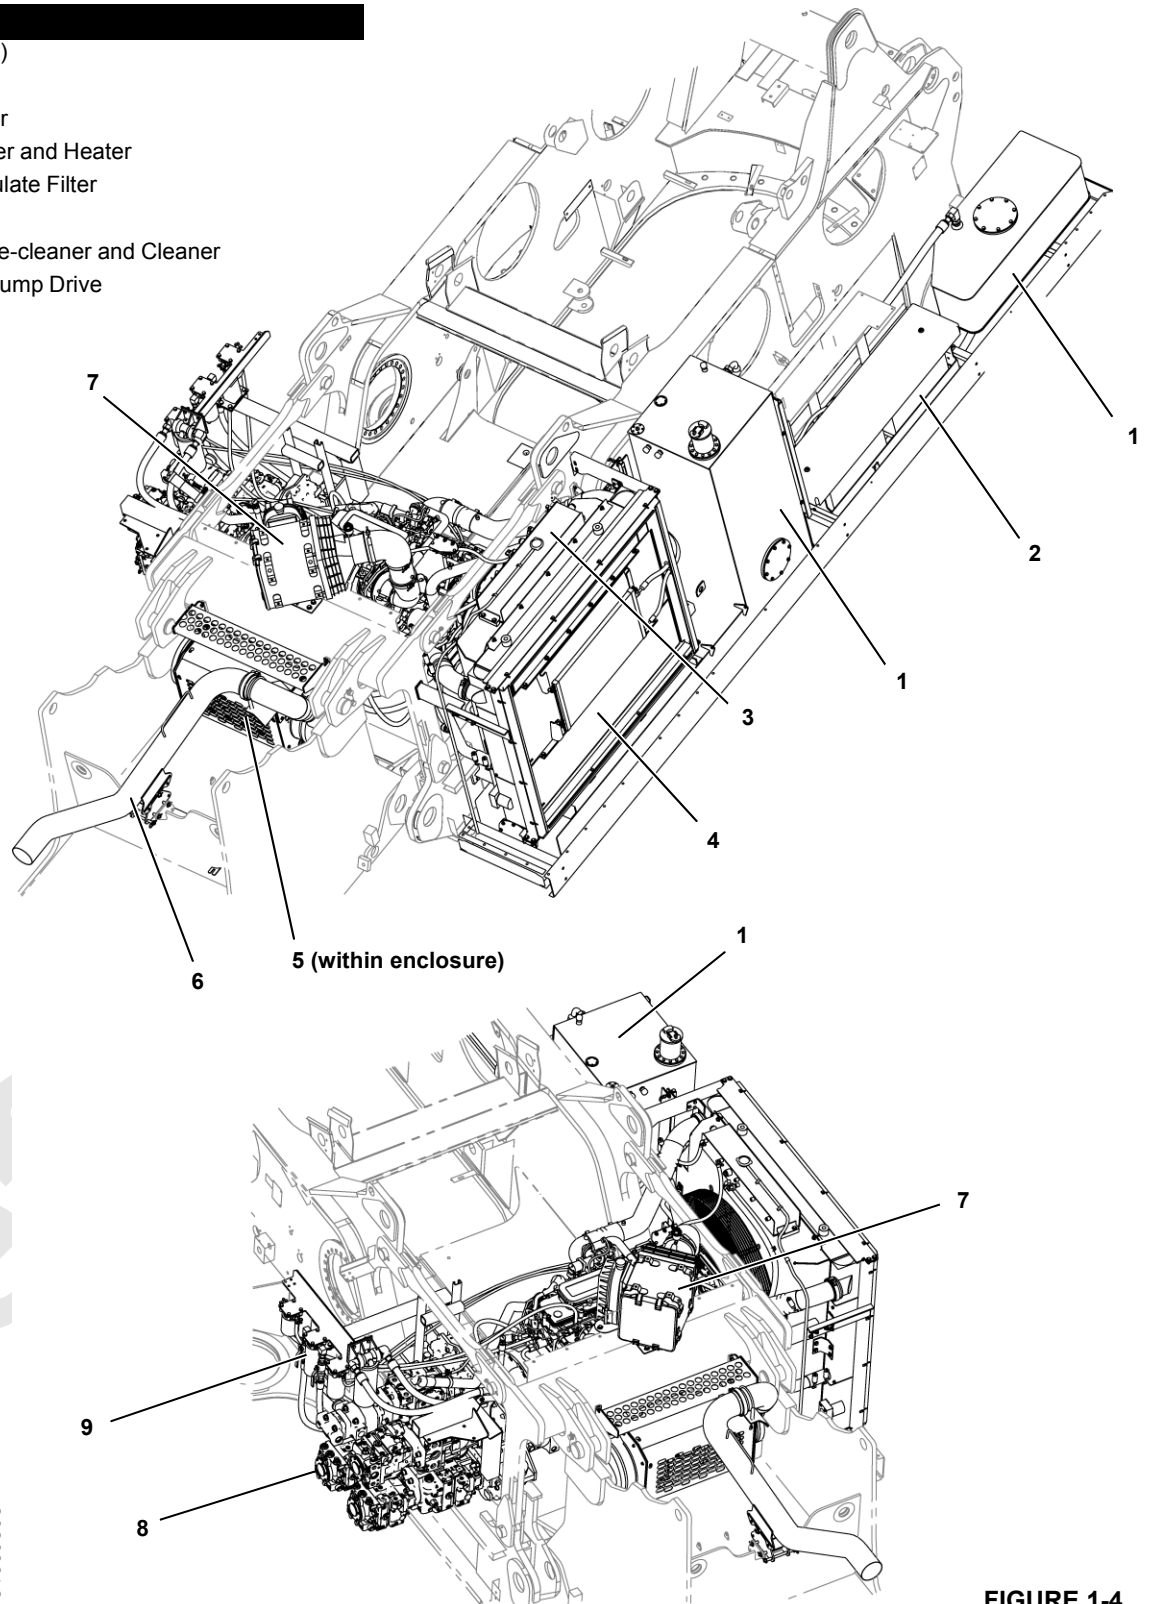 )
r
er and Heater
ulate Filter
e-cleaner and Cleaner
ump Drive
7
1
2
1
3
4
5 (within enclosure)
6
1
7
9
8
FIGURE 1-4